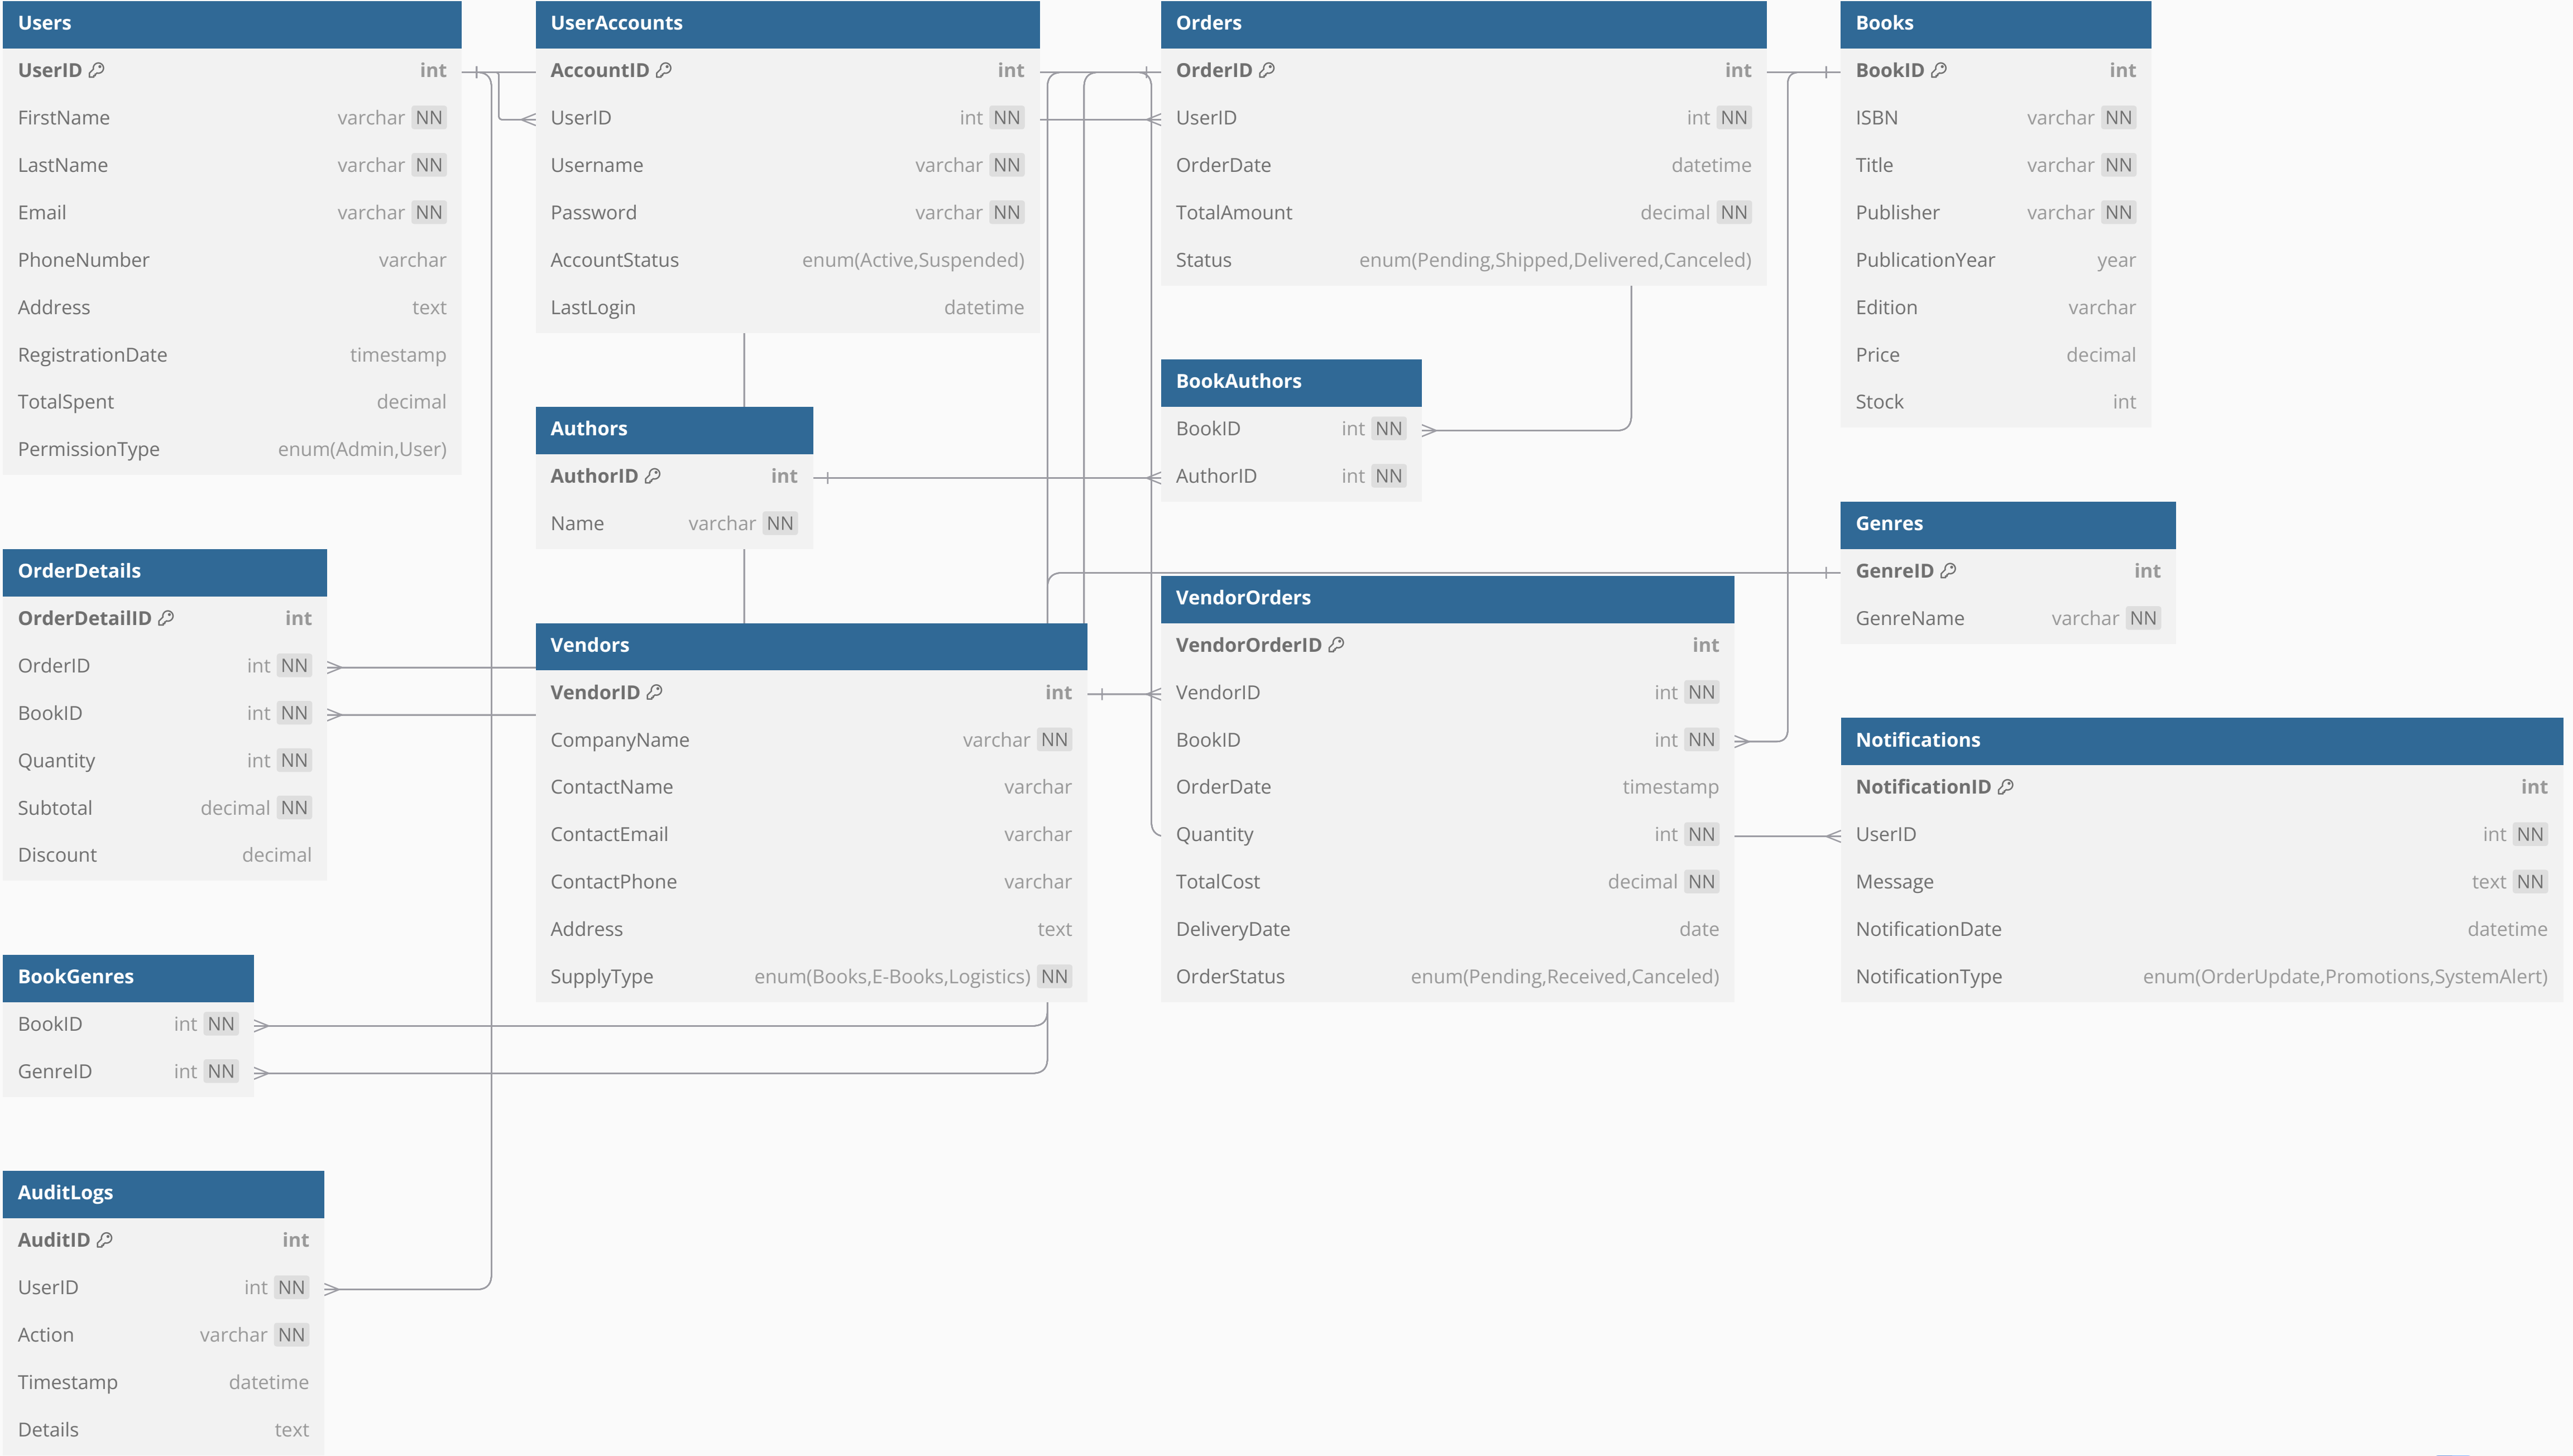 Users
UserID int
FirstName varchar NN
LastName varchar NN
Email varchar NN
PhoneNumber varchar
Address text
RegistrationDate timestamp
TotalSpent decimal
PermissionType enum(Admin,User)
UserAccounts
AccountID int
UserID int NN
Username varchar NN
Password varchar NN
AccountStatus enum(Active,Suspended)
LastLogin datetime
Orders
OrderID int
UserID int NN
OrderDate datetime
TotalAmount decimal NN
Status enum(Pending,Shipped,Delivered,Canceled)
Books
BookID int
ISBN varchar NN
Title varchar NN
Publisher varchar NN
PublicationYear year
Edition varchar
Price decimal
Stock int
BookAuthors
BookID int NN
AuthorID int NN
Authors
AuthorID int
Name varchar NN
Genres
GenreID int
GenreName varchar NN
OrderDetails
OrderDetailID int
OrderID int NN
BookID int NN
Quantity int NN
Subtotal decimal NN
Discount decimal
Vendors
VendorID int
CompanyName varchar NN
ContactName varchar
ContactEmail varchar
ContactPhone varchar
Address text
SupplyType enum(Books,E-Books,Logistics) NN
VendorOrders
VendorOrderID int
VendorID int NN
BookID int NN
OrderDate timestamp
Quantity int NN
TotalCost decimal NN
DeliveryDate date
OrderStatus enum(Pending,Received,Canceled)
Notifications
NotificationID int
UserID int NN
Message text NN
NotificationDate datetime
NotificationType enum(OrderUpdate,Promotions,SystemAlert)
BookGenres
BookID int NN
GenreID int NN
AuditLogs
AuditID int
UserID int NN
Action varchar NN
Timestamp datetime
Details text